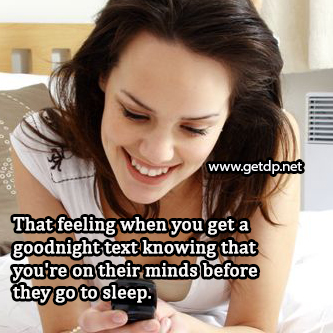 www.getdp.net
That feeling when you get a
goodnight text knowing that
you're on their minds before
they go to sleep.